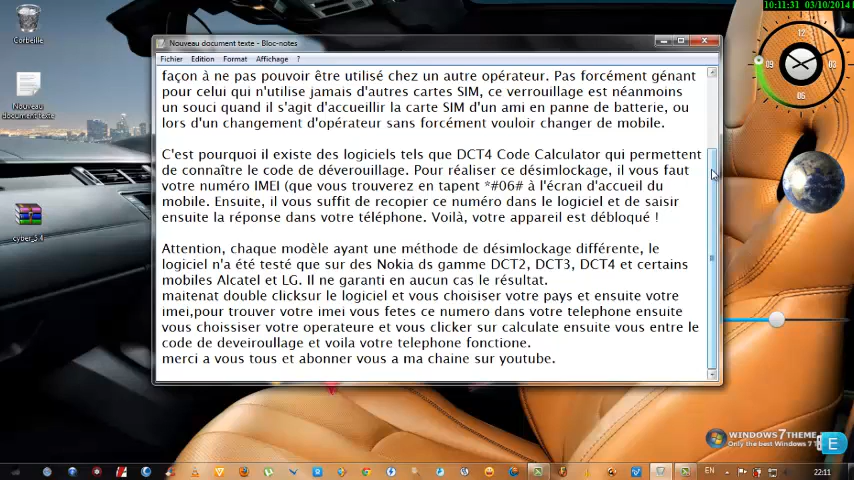 10:11:31 03/10/2014
Corbeille
Nouveau document texte
cyber_3.4
Nouveau document texte - Bloc-notes
Fichier Edition Format Affichage ?
façon à ne pas pouvoir être utilisé chez un autre opérateur. Pas forcément gênant
pour celui qui n'utilise jamais d'autres cartes SIM, ce verrouillage est néanmoins
un souci quand il s'agit d'accueillir la carte SIM d'un ami en panne de batterie, ou
lors d'un changement d'opérateur sans forcément vouloir changer de mobile.
C'est pourquoi il existe des logiciels tels que DCT4 Code Calculator qui permettent
de connaître le code de déverouillage. Pour réaliser ce désimlockage, il vous faut
votre numéro IMEI (que vous trouverez en tapent *#06# à l'écran d'accueil du
mobile. Ensuite, il vous suffit de recopier ce numéro dans le logiciel et de saisir
ensuite la réponse dans votre téléphone. Voilà, votre appareil est débloqué !
Attention, chaque modèle ayant une méthode de désimlockage différente, le
logiciel n'a été testé que sur des Nokia ds gamme DCT2, DCT3, DCT4 et certains
mobiles Alcatel et LG. Il ne garanti en aucun cas le résultat.
maitenat double clicksur le logiciel et vous choisiser votre pays et ensuite votre
imei,pour trouver votre imei vous fetes ce numero dans votre telephone ensuite
vous choissiser votre operateure et vous clicker sur calculate ensuite vous entre le
code de deveiroullage et voila votre telephone fonctione.
merci a vous tous et abonner vous a ma chaine sur youtube.
12
09
03
06
WINDOWS7THEME
Only the best Windows 7
E
EN
22:11